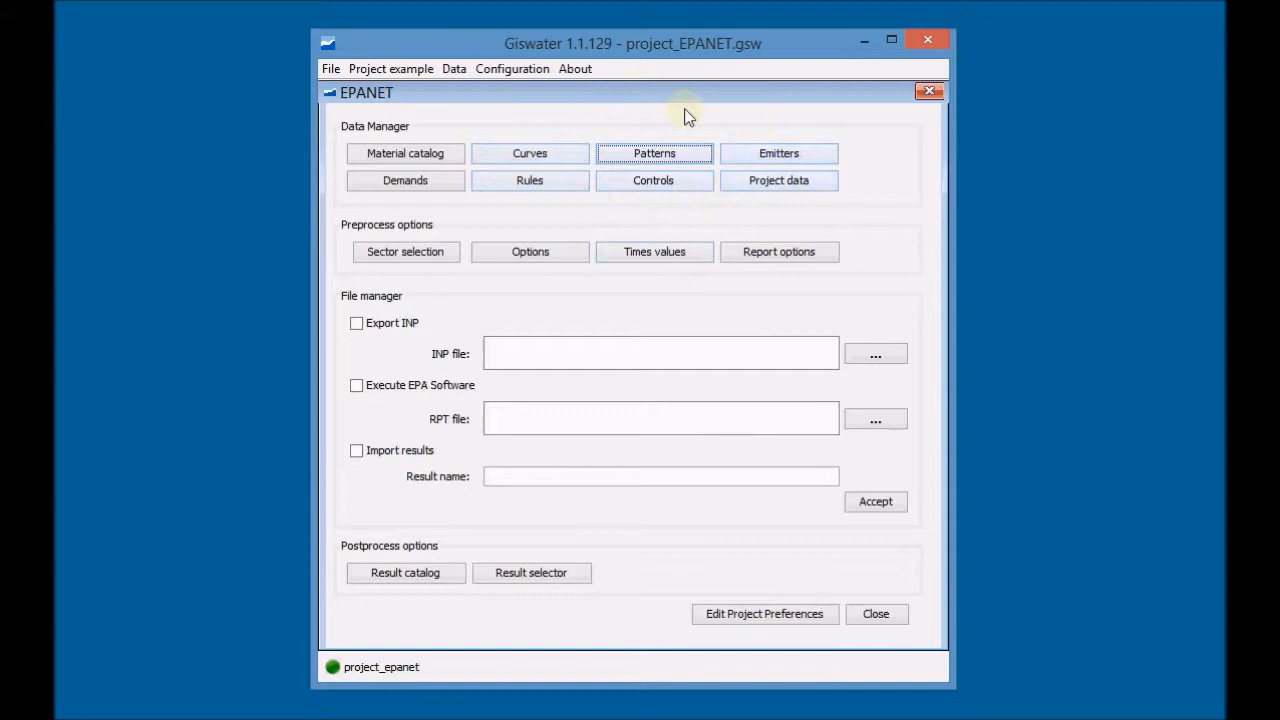 Giswater 1.1.129 - project_EPANET.gsw
File Project example Data Configuration About
EPANET
Data Manager
Material catalog Curves Patterns Emitters
Demands Rules Controls Project data
Preprocess options
Sector selection Options Times values Report options
File manager
Export INP
INP file: ...
Execute EPA Software
RPT file: ...
Import results
Result name:
Accept
Postprocess options
Result catalog Result selector
Edit Project Preferences Close
project_epanet